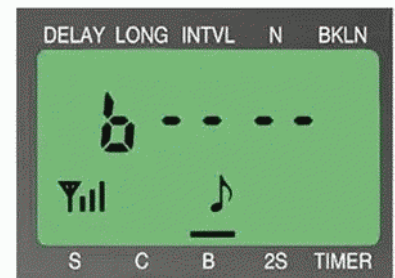 DELAY LONG INTVL N BKLN
b - - - -
S C B 2S TIMER